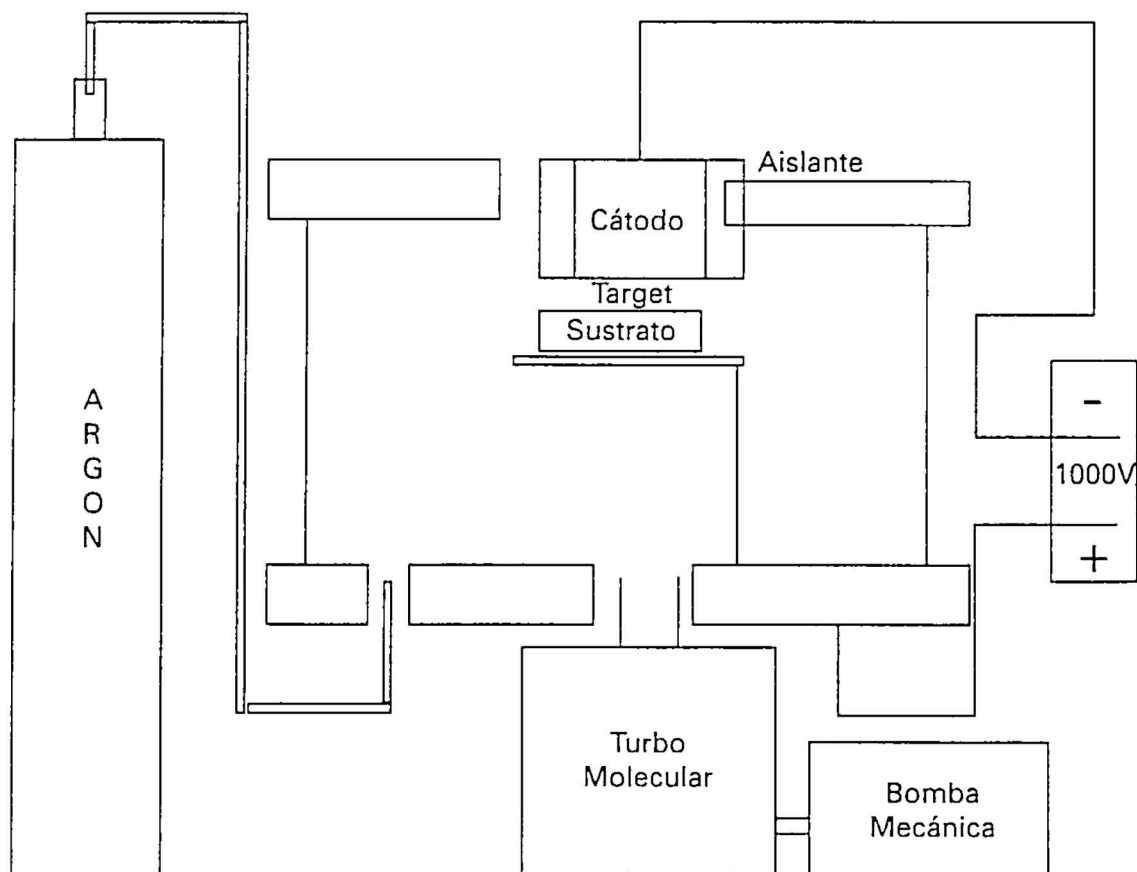 Aislante
Cátodo
Target
Sustrato
A
R
G
O
N
-
1000V
+
Turbo
Molecular
Bomba
Mecánica